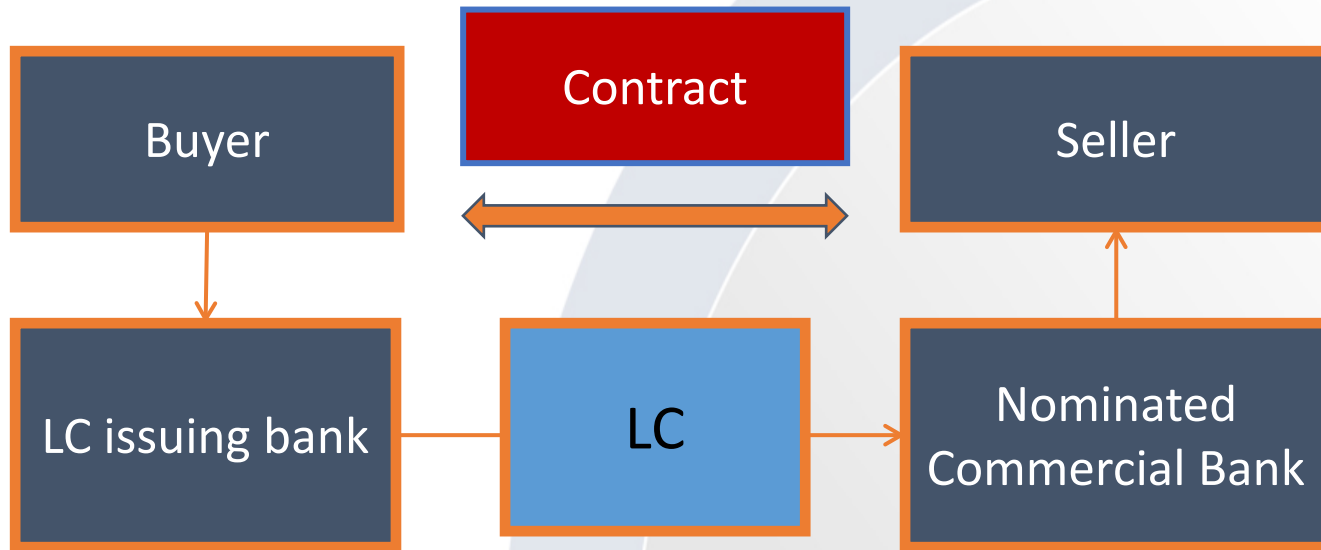 Contract
Buyer
Seller
LC issuing bank
LC
Nominated
Commercial Bank